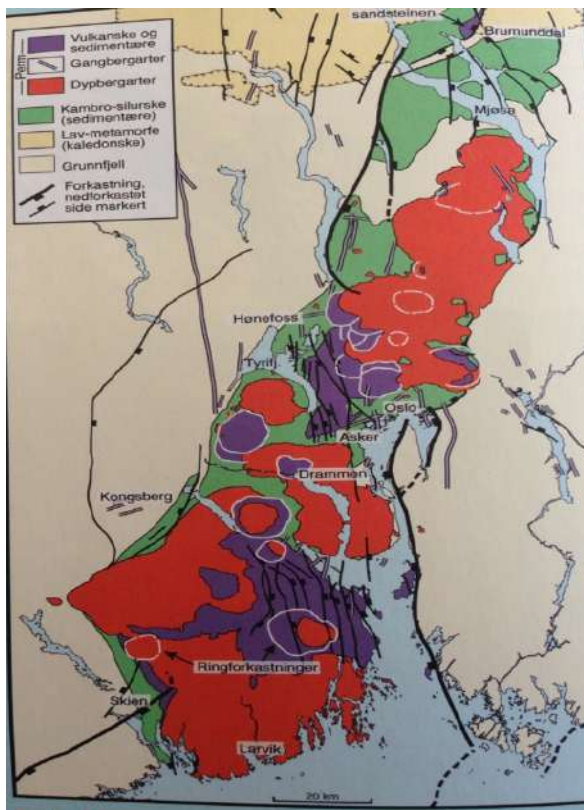 Perm
Vulkanske og
sedimentære
Gangbergarter
Dypbergarter
Kambro-silurske
(sedimentære)
Lav-metamorfe
(kaledonske)
Grunnfjell
Forkastning,
nedforkastet
side markert
sandsteinen
Brumunddal
Mjøsa
Hønefoss
Tyrifj.
Oslo
Asker
Drammen
Kongsberg
Ringforkastninger
Skien
Larvik
20 km